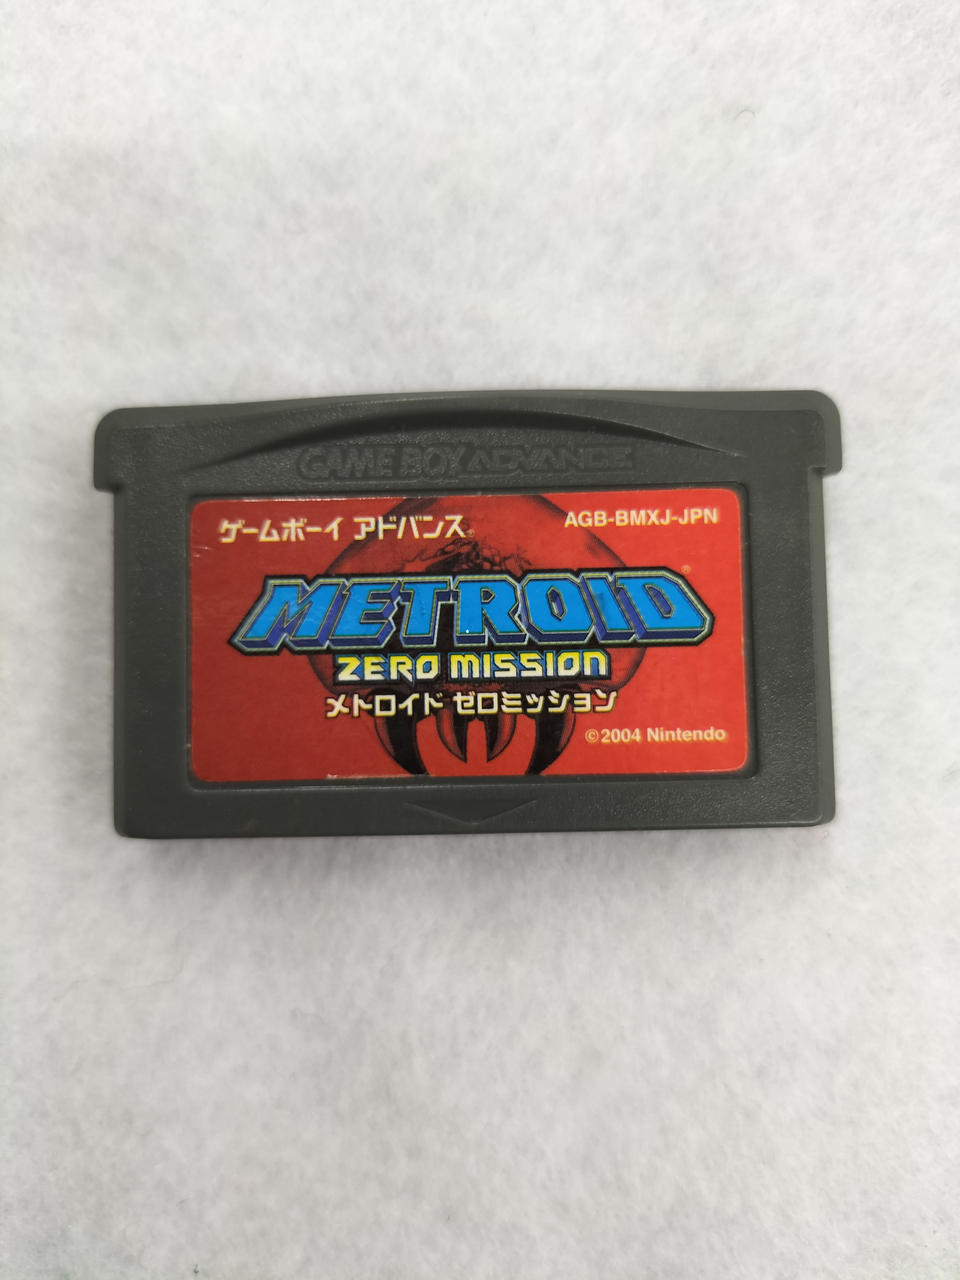 GAME BOY ADVANCE
ゲームボーイ アドバンス®
AGB-BMXJ-JPN
METROID®
ZERO MISSION
メトロイド ゼロミッション
©2004 Nintendo